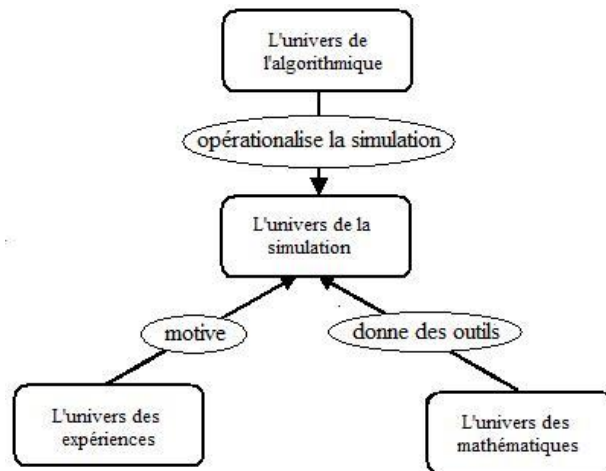 L'univers de
l'algorithmique
opérationalise la simulation
L'univers de la
simulation
motive
donne des outils
L'univers des
expériences
L'univers des
mathématiques